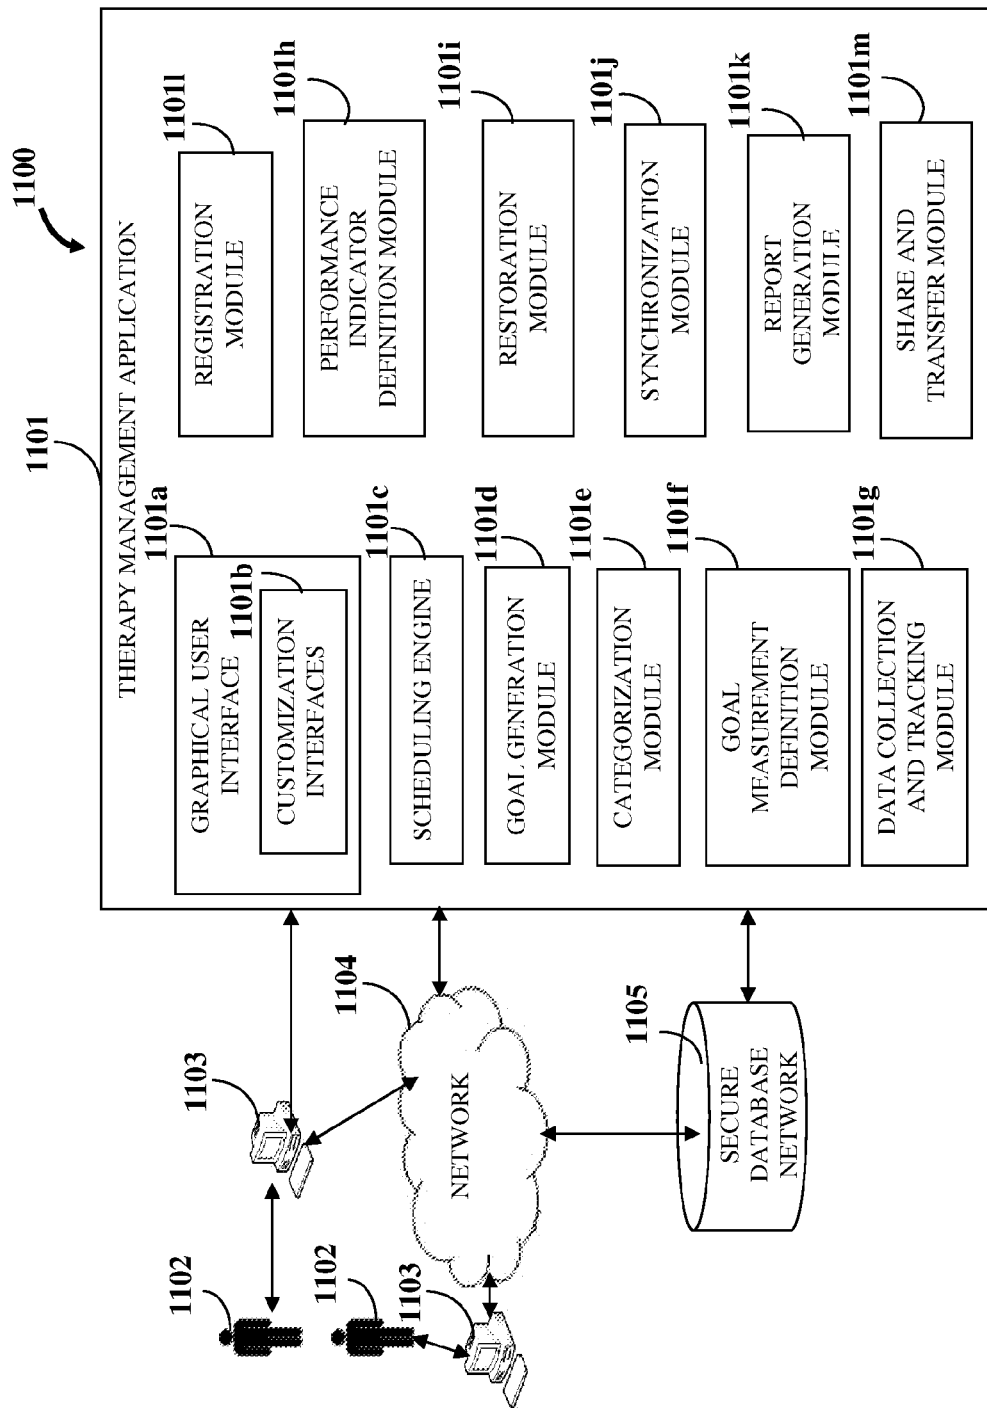 1100
1101
THERAPY MANAGEMENT APPLICATION
1101a
GRAPHICAL USER
INTERFACE
1101b
CUSTOMIZATION
INTERFACES
1101c
SCHEDULING ENGINE
1101d
GOAL GENERATION
MODULE
1101e
CATEGORIZATION
MODULE
1101f
GOAL
MEASUREMENT
DEFINITION
MODULE
1101g
DATA COLLECTION
AND TRACKING
MODULE
1101l
REGISTRATION
MODULE
1101h
PERFORMANCE
INDICATOR
DEFINITION MODULE
1101i
RESTORATION
MODULE
1101j
SYNCHRONIZATION
MODULE
1101k
REPORT
GENERATION
MODULE
1101m
SHARE AND
TRANSFER MODULE
1102
1103
1102
1103
1104
NETWORK
1105
SECURE
DATABASE
NETWORK